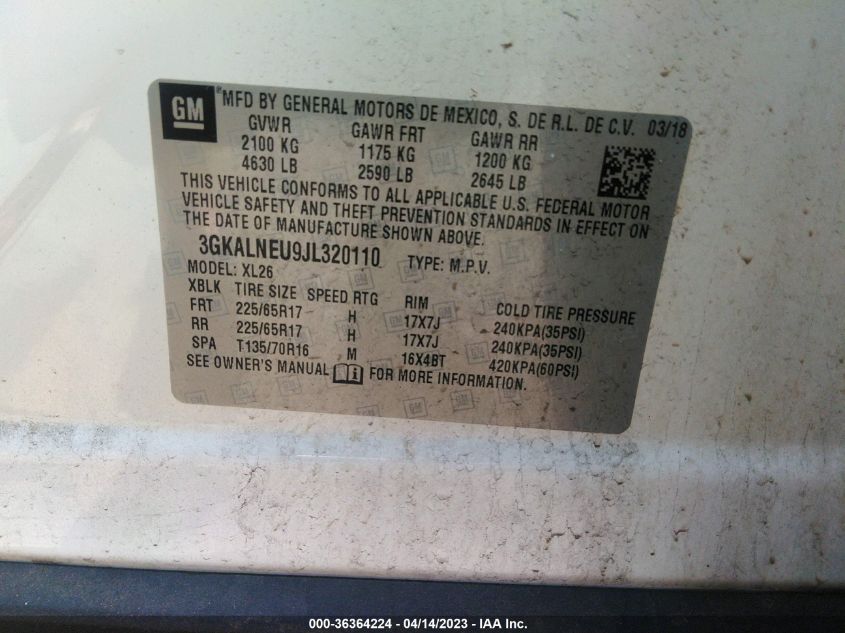 GM
®MFD BY GENERAL MOTORS DE MEXICO, S. DE R.L. DE C.V. 03/18
GVWR GAWR FRT GAWR RR
2100 KG 1175 KG 1200 KG
4630 LB 2590 LB 2645 LB
THIS VEHICLE CONFORMS TO ALL APPLICABLE U.S. FEDERAL MOTOR
VEHICLE SAFETY AND THEFT PREVENTION STANDARDS IN EFFECT ON
THE DATE OF MANUFACTURE SHOWN ABOVE.
3GKALNEU9JL320110 TYPE: M.P.V.
MODEL: XL26
XBLK TIRE SIZE SPEED RTG RIM COLD TIRE PRESSURE
FRT 225/65R17 H 17X7J 240KPA(35PSI)
RR 225/65R17 H 17X7J 240KPA(35PSI)
SPA T135/70R16 M 16X4BT 420KPA(60PSI)
SEE OWNER'S MANUAL FOR MORE INFORMATION.
000-36364224 - 04/14/2023 - IAA Inc.